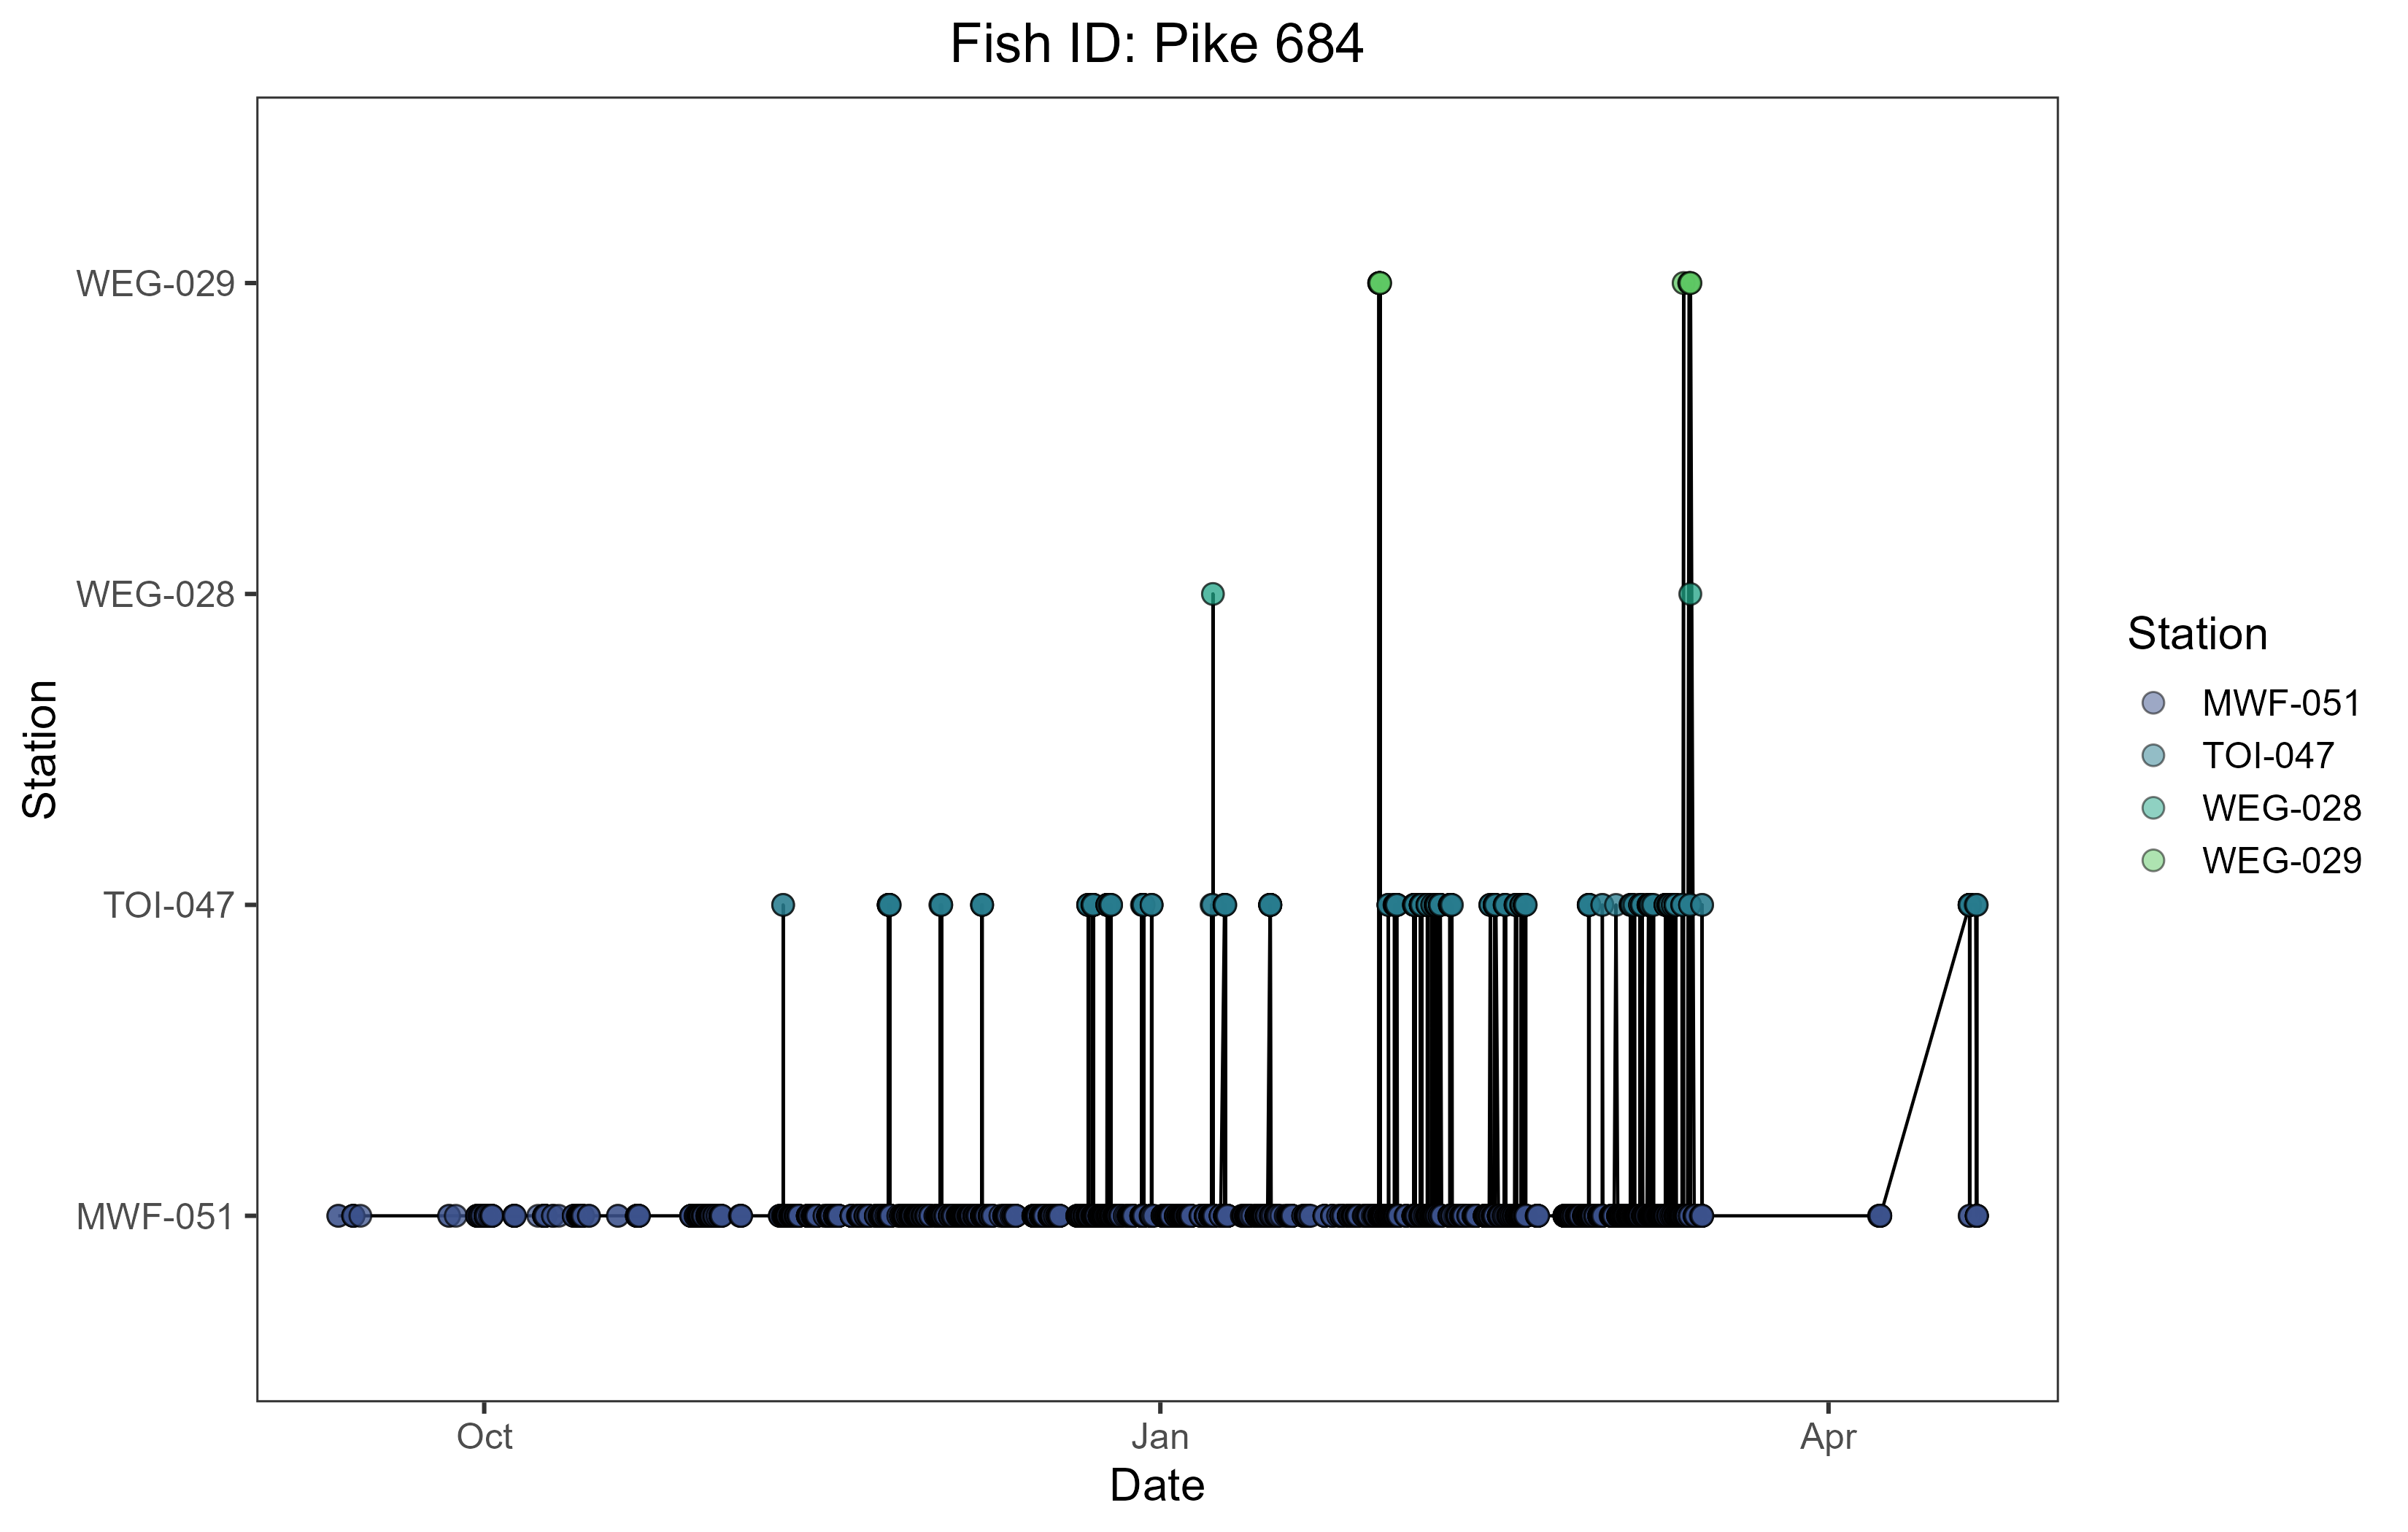 Fish ID: Pike 684
WEG-029
WEG-028
TOI-047
MWF-051
Station
Oct
Jan
Apr
Date
Station
MWF-051
TOI-047
WEG-028
WEG-029